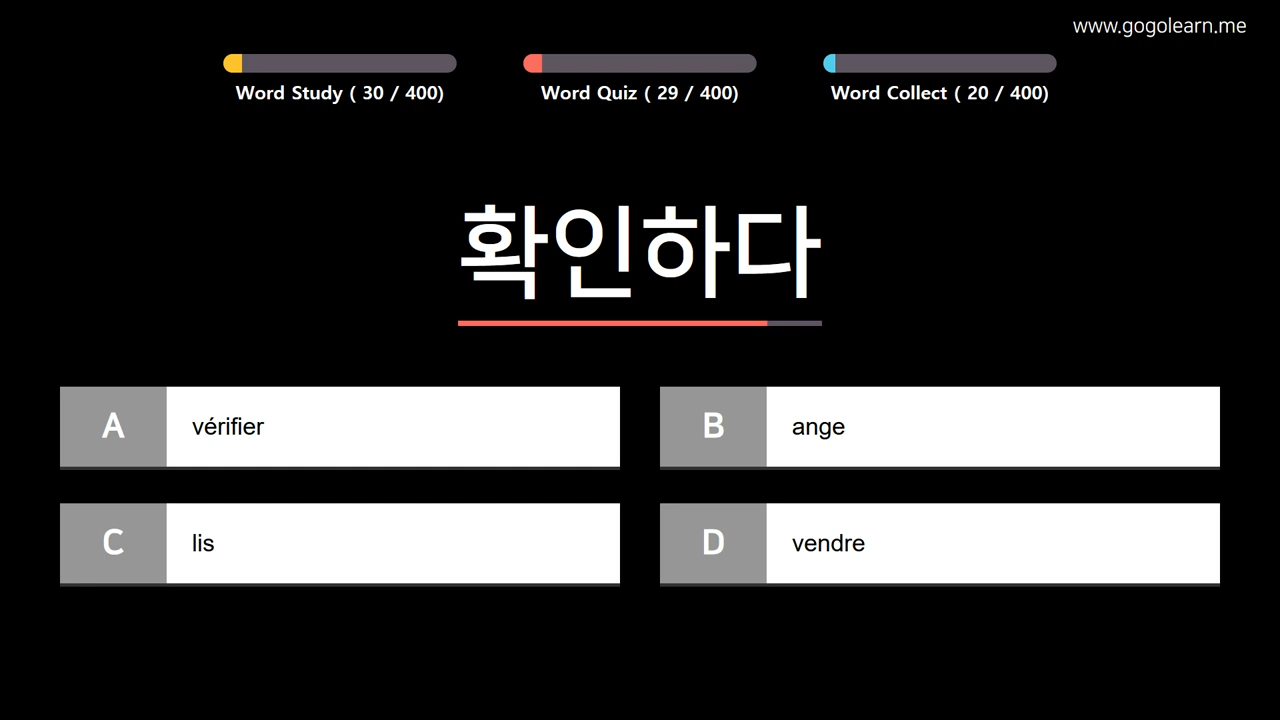 www.gogolearn.me
Word Study ( 30 / 400)
Word Quiz ( 29 / 400)
Word Collect ( 20 / 400)
확인하다
A vérifier
B ange
C lis
D vendre